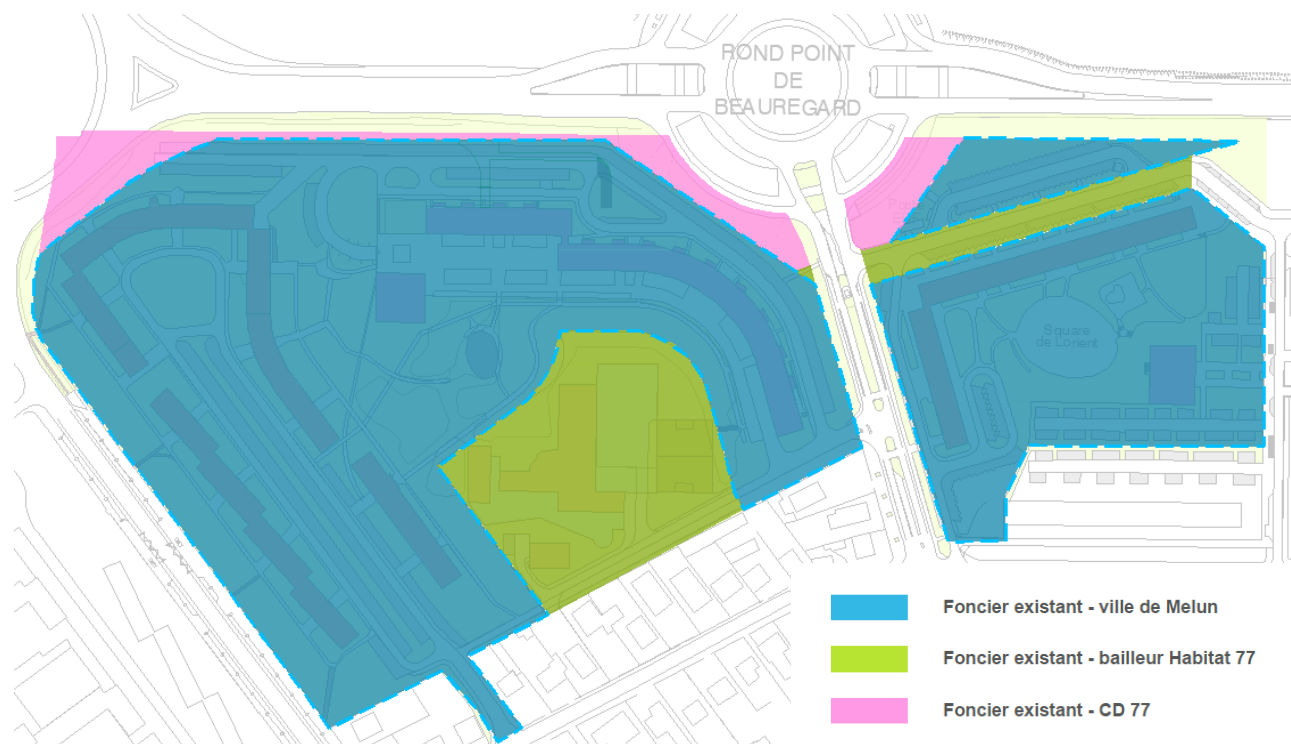 ROND POINT
DE
BEAUREGARD
Square
de Lorient
Foncier existant - ville de Melun
Foncier existant - bailleur Habitat 77
Foncier existant - CD 77